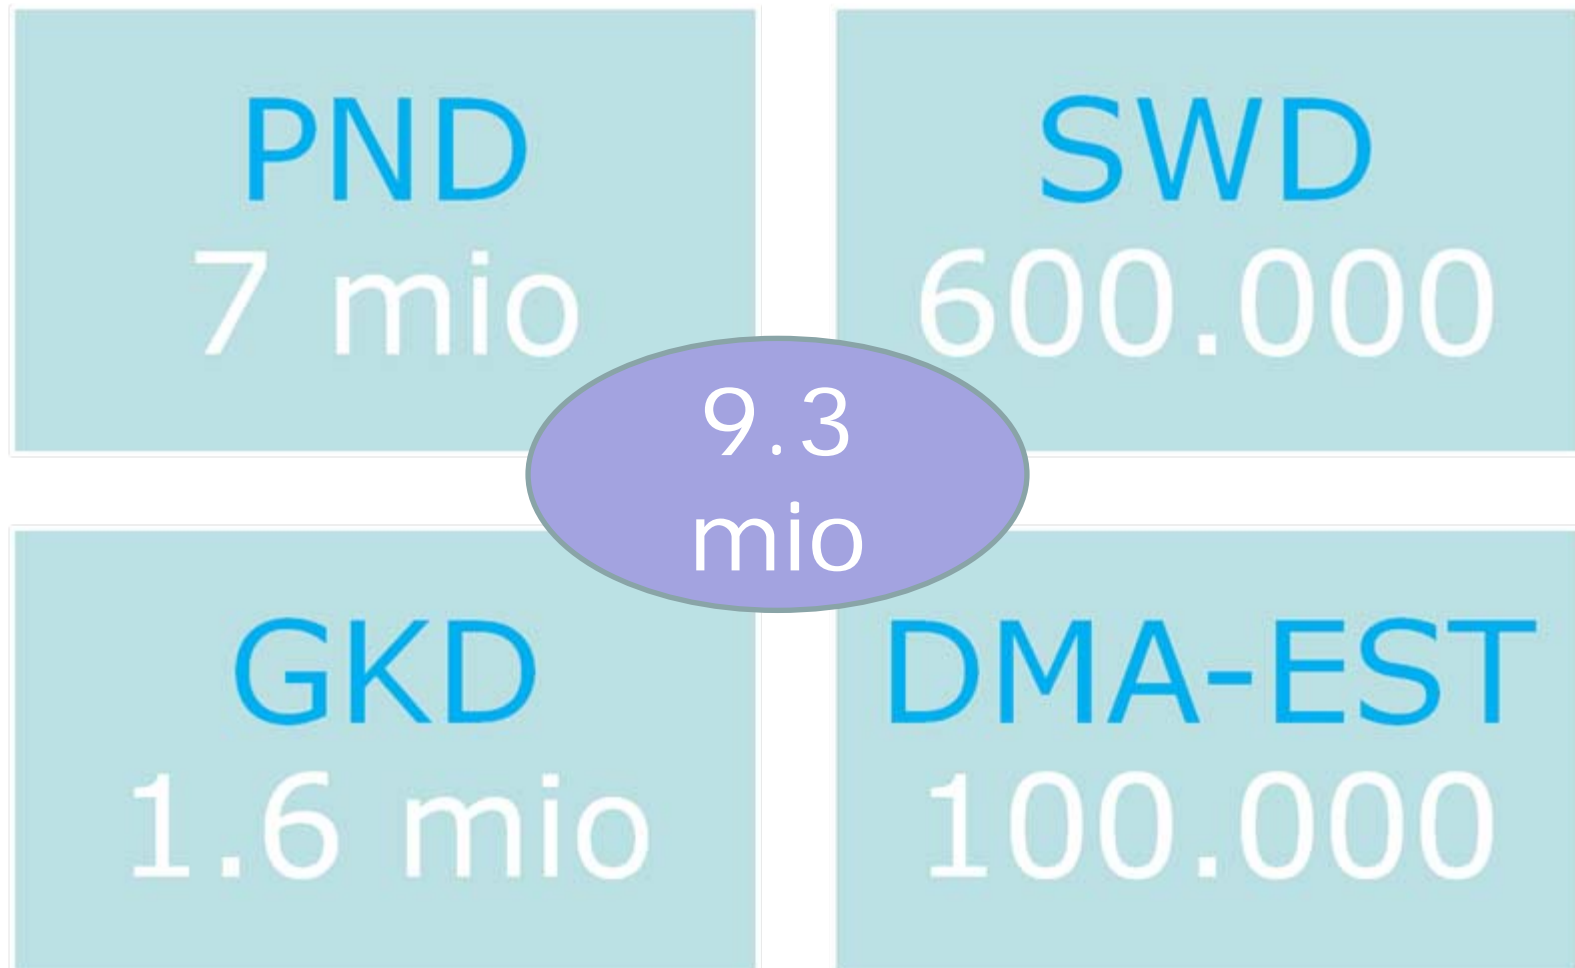 PND
7 mio
SWD
600.000
9.3
mio
GKD
1.6 mio
DMA-EST
100.000